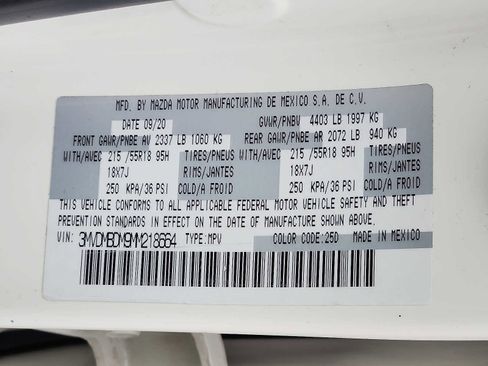 MFD. BY MAZDA MOTOR MANUFACTURING DE MEXICO S.A. DE C.V.
DATE 09/20 GVWR/PNBV 4403 LB 1997 KG
FRONT GAWR/PNBE AV 2337 LB 1060 KG REAR GAWR/PNBE AR 2072 LB 940 KG
WITH/AVEC 215 /55R18 95H TIRES/PNEUS WITH/AVEC 215 /55R18 95H TIRES/PNEUS
18X7J RIMS/JANTES 18X7J RIMS/JANTES
250 KPA/36 PSI COLD/A FROID 250 KPA/36 PSI COLD/A FROID
THIS VEHICLE CONFORMS TO ALL APPLICABLE FEDERAL MOTOR VEHICLE SAFETY AND THEFT
PREVENTION STANDARDS IN EFFECT ON THE DATE OF MANUFACTURE SHOWN ABOVE.
VIN: 3MVDMBDM9MM218664 TYPE:MPV COLOR CODE:25D MADE IN MEXICO